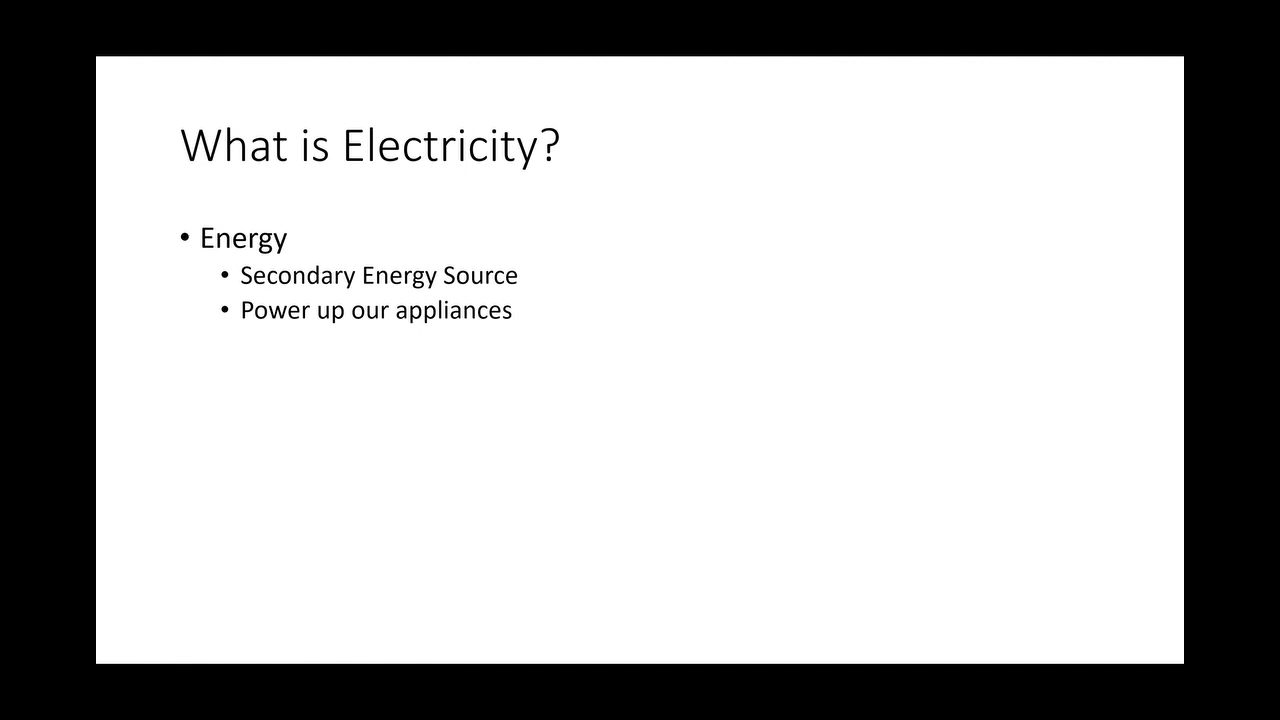 What is Electricity?
• Energy
• Secondary Energy Source
• Power up our appliances